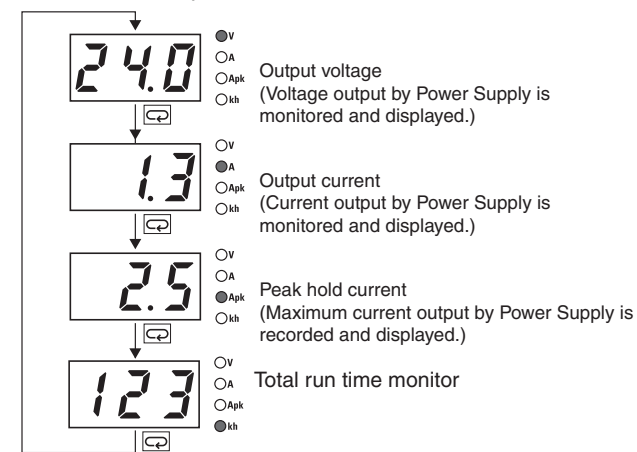 24.0
V
A
Apk
kh
Output voltage
(Voltage output by Power Supply is
monitored and displayed.)
1.3
V
A
Apk
kh
Output current
(Current output by Power Supply is
monitored and displayed.)
2.5
V
A
Apk
kh
Peak hold current
(Maximum current output by Power Supply is
recorded and displayed.)
123
V
A
Apk
kh
Total run time monitor